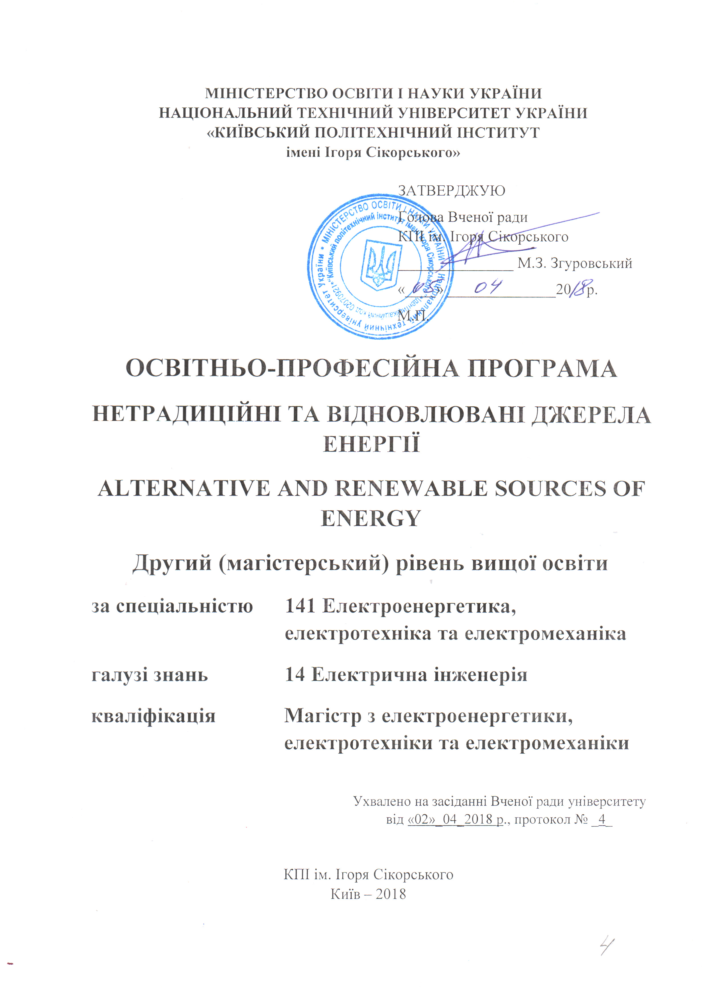 МІНІСТЕРСТВО ОСВІТИ І НАУКИ УКРАЇНИ
НАЦІОНАЛЬНИЙ ТЕХНІЧНИЙ УНІВЕРСИТЕТ УКРАЇНИ
«КИЇВСЬКИЙ ПОЛІТЕХНІЧНИЙ ІНСТИТУТ
імені Ігоря Сікорського»
ЗАТВЕРДЖУЮ
Голова Вченої ради
КПІ ім. Ігоря Сікорського
М.З. Згуровський
«05» 04 2018 р.
М.П.
* МІНІСТЕРСТВО ОСВІТИ І НАУКИ УКРАЇНИ * Національний технічний університет України
"Київський політехнічний інститут імені Ігоря Сікорського" * Ідентифікаційний код 02070921 *
ОСВІТНЬО-ПРОФЕСІЙНА ПРОГРАМА
НЕТРАДИЦІЙНІ ТА ВІДНОВЛЮВАНІ ДЖЕРЕЛА
ЕНЕРГІЇ
ALTERNATIVE AND RENEWABLE SOURCES OF
ENERGY
Другий (магістерський) рівень вищої освіти
за спеціальністю 141 Електроенергетика,
електротехніка та електромеханіка
галузі знань 14 Електрична інженерія
кваліфікація Магістр з електроенергетики,
електротехніки та електромеханіки
Ухвалено на засіданні Вченої ради університету
від «02»_04_2018 р., протокол № _4_
КПІ ім. Ігоря Сікорського
Київ – 2018
4